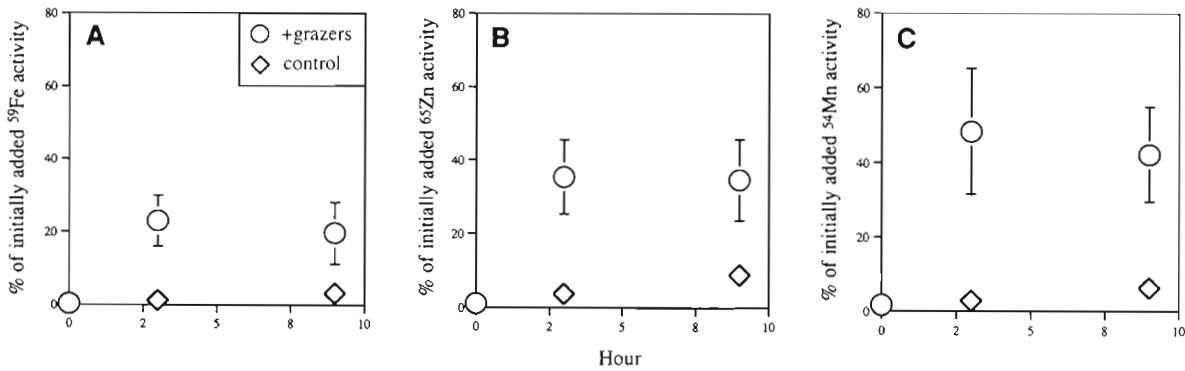 A
+grazers
control
% of initially added ⁵⁹Fe activity
80
60
40
20
0
0 2 5 8 10
B
% of initially added ⁶⁵Zn activity
80
60
40
20
0
0 2 5 8 10
C
% of initially added ⁵⁴Mn activity
80
60
40
20
0
0 2 5 8 10
Hour